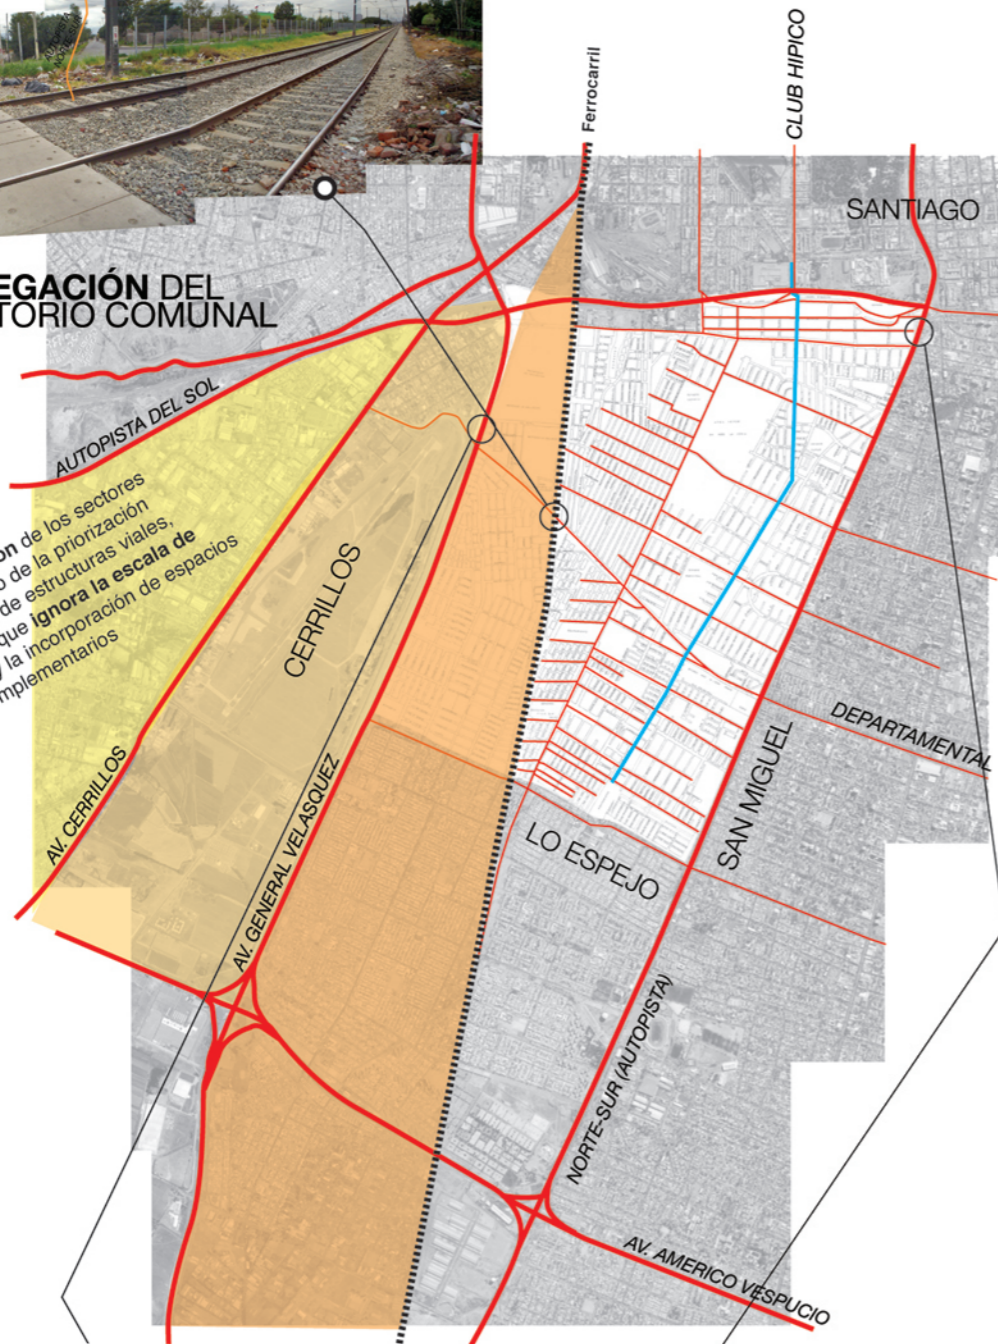 Ferrocarril
CLUB HIPICO
SANTIAGO
EGACIÓN DEL
TORIO COMUNAL
AUTOPISTA DEL SOL
ón de los sectores
o de la priorización
de estructuras viales,
que ignora la escala de
y la incorporación de espacios
mplementarios
CERRILLOS
AV. CERRILLOS
AV. GENERAL VELASQUEZ
DEPARTAMENTAL
SAN MIGUEL
LO ESPEJO
NORTE-SUR (AUTOPISTA)
AV. AMERICO VESPUCIO